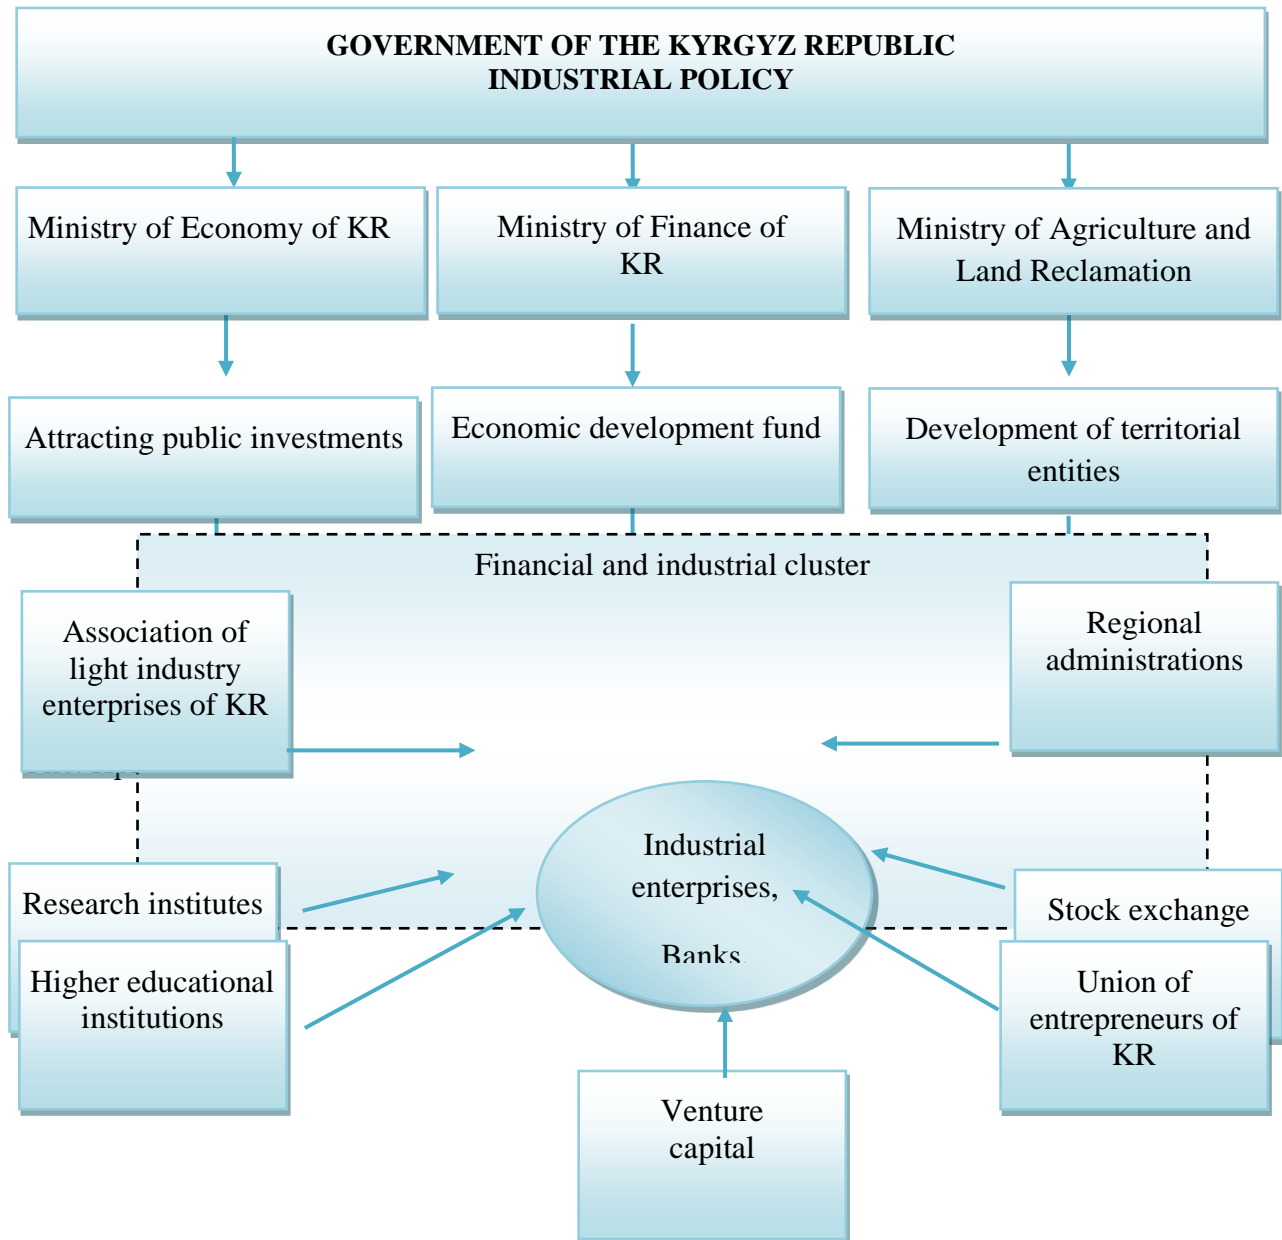 GOVERNMENT OF THE KYRGYZ REPUBLIC
INDUSTRIAL POLICY
Ministry of Economy of KR
Ministry of Finance of
KR
Ministry of Agriculture and
Land Reclamation
Attracting public investments
Economic development fund
Development of territorial
entities
Financial and industrial cluster
Association of
light industry
enterprises of KR
Regional
administrations
Industrial
enterprises,
Banks.
Research institutes
Stock exchange
Higher educational
institutions
Union of
entrepreneurs of
KR
Venture
capital